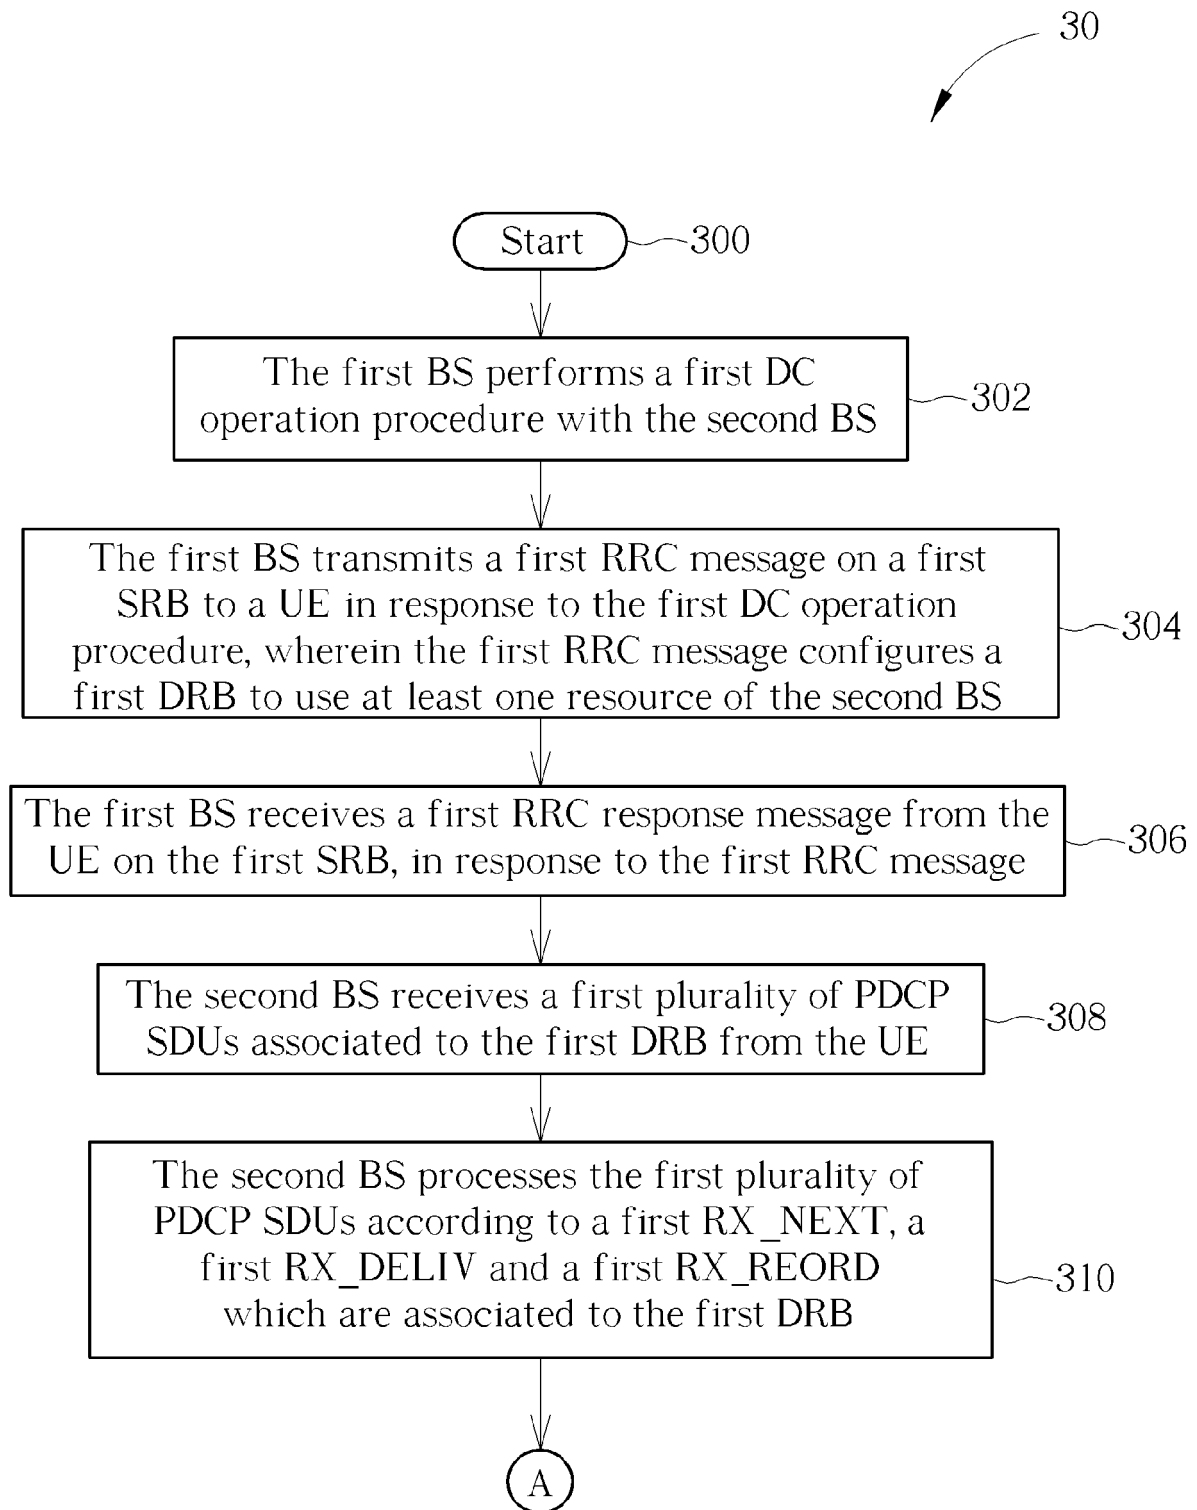 30
Start
300
The first BS performs a first DC
operation procedure with the second BS
302
The first BS transmits a first RRC message on a first
SRB to a UE in response to the first DC operation
procedure, wherein the first RRC message configures a
first DRB to use at least one resource of the second BS
304
The first BS receives a first RRC response message from the
UE on the first SRB, in response to the first RRC message
306
The second BS receives a first plurality of PDCP
SDUs associated to the first DRB from the UE
308
The second BS processes the first plurality of
PDCP SDUs according to a first RX_NEXT, a
first RX_DELIV and a first RX_REORD
which are associated to the first DRB
310
A